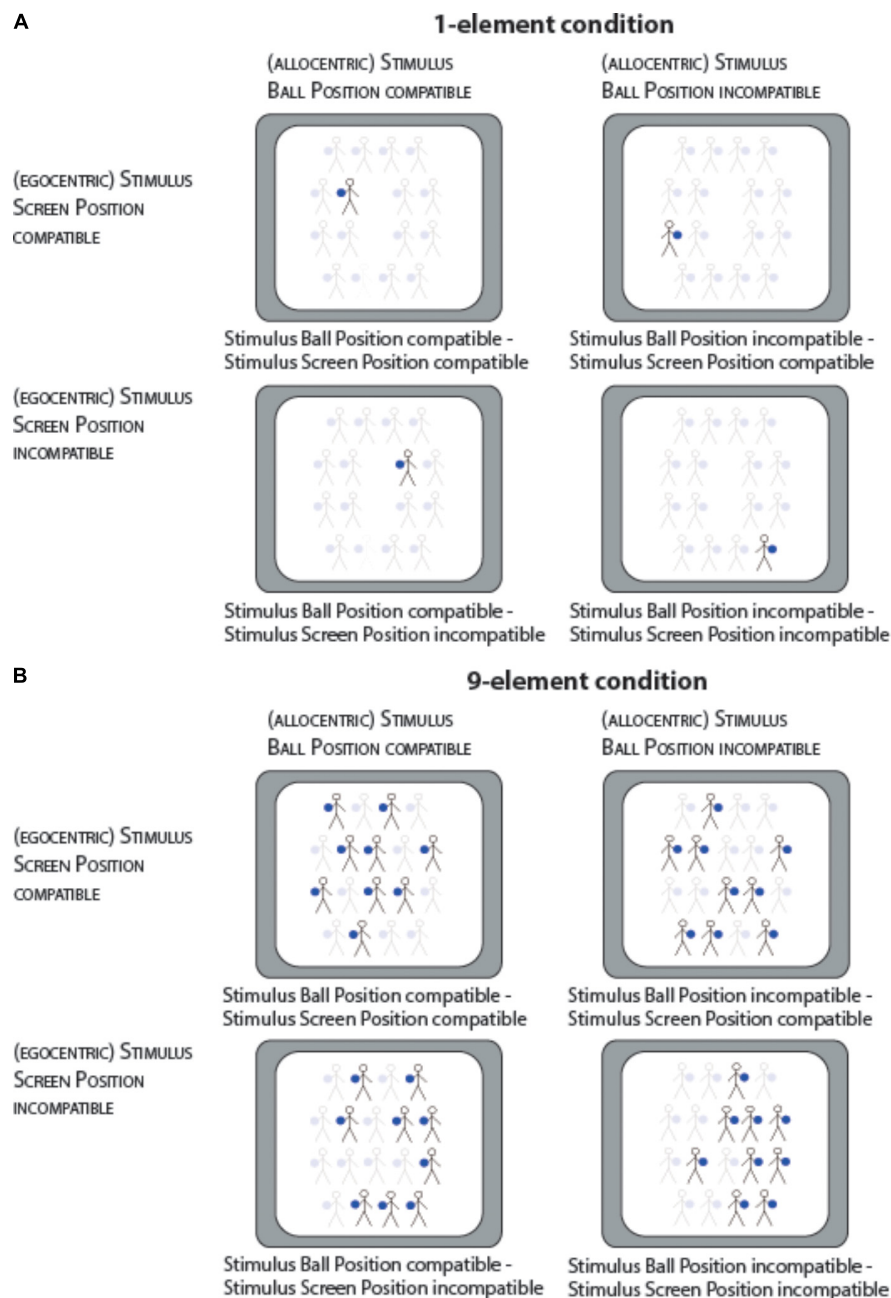 A
1-element condition
(ALLOCENTRIC) STIMULUS
BALL POSITION COMPATIBLE
(ALLOCENTRIC) STIMULUS
BALL POSITION INCOMPATIBLE
(EGOCENTRIC) STIMULUS
SCREEN POSITION
COMPATIBLE
Stimulus Ball Position compatible -
Stimulus Screen Position compatible
Stimulus Ball Position incompatible -
Stimulus Screen Position compatible
(EGOCENTRIC) STIMULUS
SCREEN POSITION
INCOMPATIBLE
Stimulus Ball Position compatible -
Stimulus Screen Position incompatible
Stimulus Ball Position incompatible -
Stimulus Screen Position incompatible
B
9-element condition
(ALLOCENTRIC) STIMULUS
BALL POSITION COMPATIBLE
(ALLOCENTRIC) STIMULUS
BALL POSITION INCOMPATIBLE
(EGOCENTRIC) STIMULUS
SCREEN POSITION
COMPATIBLE
Stimulus Ball Position compatible -
Stimulus Screen Position compatible
Stimulus Ball Position incompatible -
Stimulus Screen Position compatible
(EGOCENTRIC) STIMULUS
SCREEN POSITION
INCOMPATIBLE
Stimulus Ball Position compatible -
Stimulus Screen Position incompatible
Stimulus Ball Position incompatible -
Stimulus Screen Position incompatible